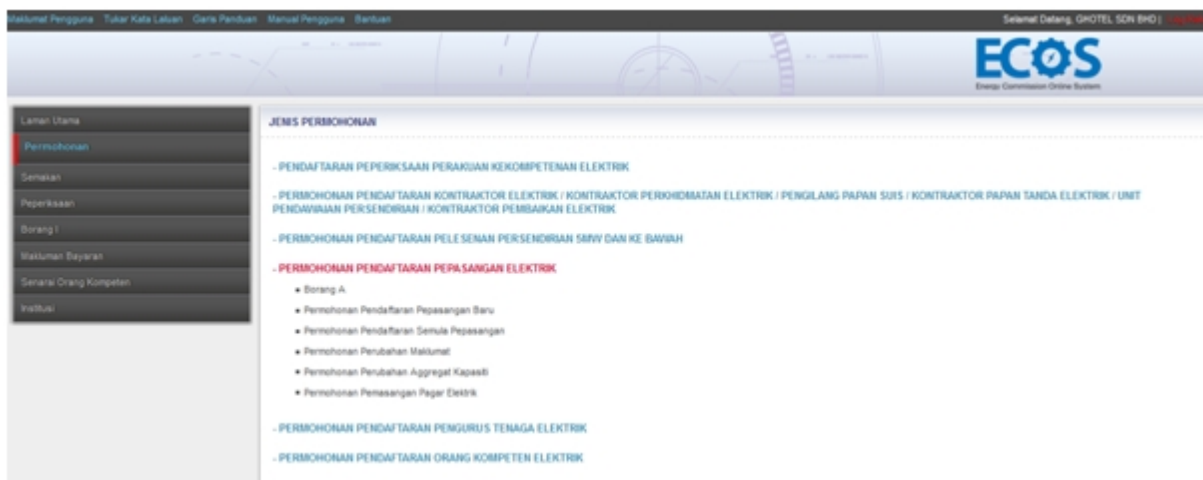 Maklumat Pengguna Tukar Kata Laluan Garis Panduan Manual Pengguna Bantuan
Selamat Datang, GHOTEL SDN BHD |
ECOS
Energy Commission Online System
Laman Utama
Permohonan
Semakan
Peperiksaan
Borang I
Makluman Bayaran
Senarai Orang Kompeten
Institusi
JENIS PERMOHONAN
- PENDAFTARAN PEPERIKSAAN PERAKUAN KEKOMPETENAN ELEKTRIK
- PERMOHONAN PENDAFTARAN KONTRAKTOR ELEKTRIK / KONTRAKTOR PERKHIDMATAN ELEKTRIK / PENGILANG PAPAN SUIS / KONTRAKTOR PAPAN TANDA ELEKTRIK / UNIT
PENDAWAIAN PERSENDIRIAN / KONTRAKTOR PEMBAIKAN ELEKTRIK
- PERMOHONAN PENDAFTARAN PELESENAN PERSENDIRIAN 5MW DAN KE BAWAH
- PERMOHONAN PENDAFTARAN PEPASANGAN ELEKTRIK
• Borang A
• Permohonan Pendaftaran Pepasangan Baru
• Permohonan Pendaftaran Semula Pepasangan
• Permohonan Perubahan Maklumat
• Permohonan Perubahan Aggregat Kapasiti
• Permohonan Pemasangan Pagar Elektrik
- PERMOHONAN PENDAFTARAN PENGURUS TENAGA ELEKTRIK
- PERMOHONAN PENDAFTARAN ORANG KOMPETEN ELEKTRIK